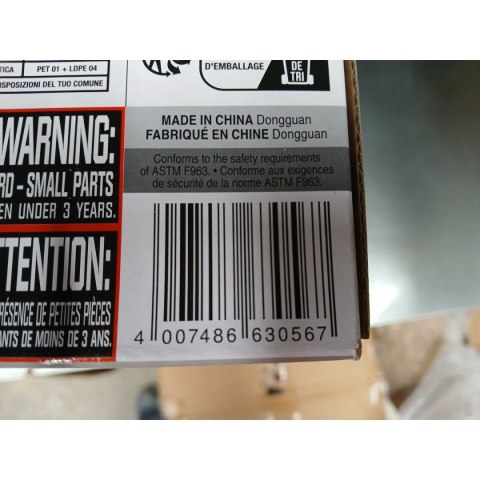 TICA PET 01 + LDPE 04
DISPOSIZIONI DEL TUO COMUNE
D'EMBALLAGE
DE
TRI
MADE IN CHINA Dongguan
FABRIQUÉ EN CHINE Dongguan
Conforms to the safety requirements
of ASTM F963. • Conforme aux exigences
de sécurité de la norme ASTM F963.
WARNING:
RD - SMALL PARTS
EN UNDER 3 YEARS.
TTENTION:
PRÉSENCE DE PETITES PIÈCES
ANTS DE MOINS DE 3 ANS.
4 007486 630567